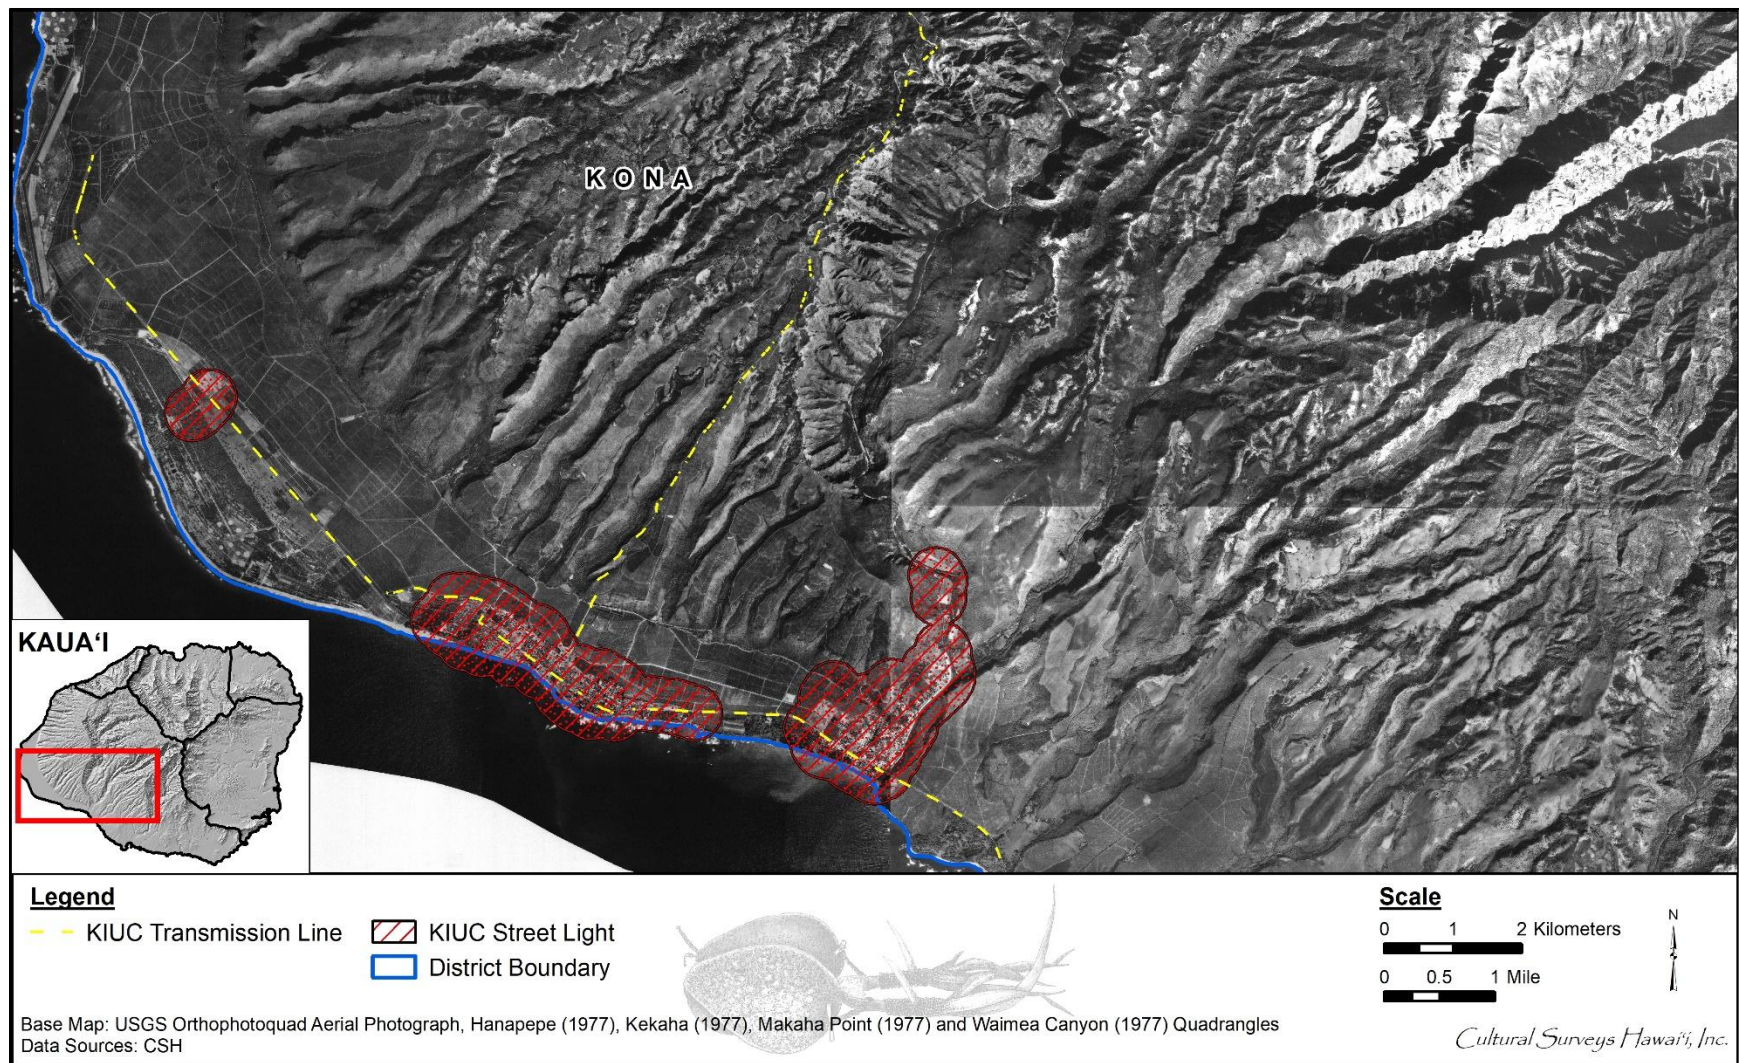 KONA
KAUAʻI
Legend
KIUC Transmission Line
KIUC Street Light
District Boundary
Scale
0 1 2 Kilometers
0 0.5 1 Mile
N
Base Map: USGS Orthophotoquad Aerial Photograph, Hanapepe (1977), Kekaha (1977), Makaha Point (1977) and Waimea Canyon (1977) Quadrangles
Data Sources: CSH
Cultural Surveys Hawaiʻi, Inc.